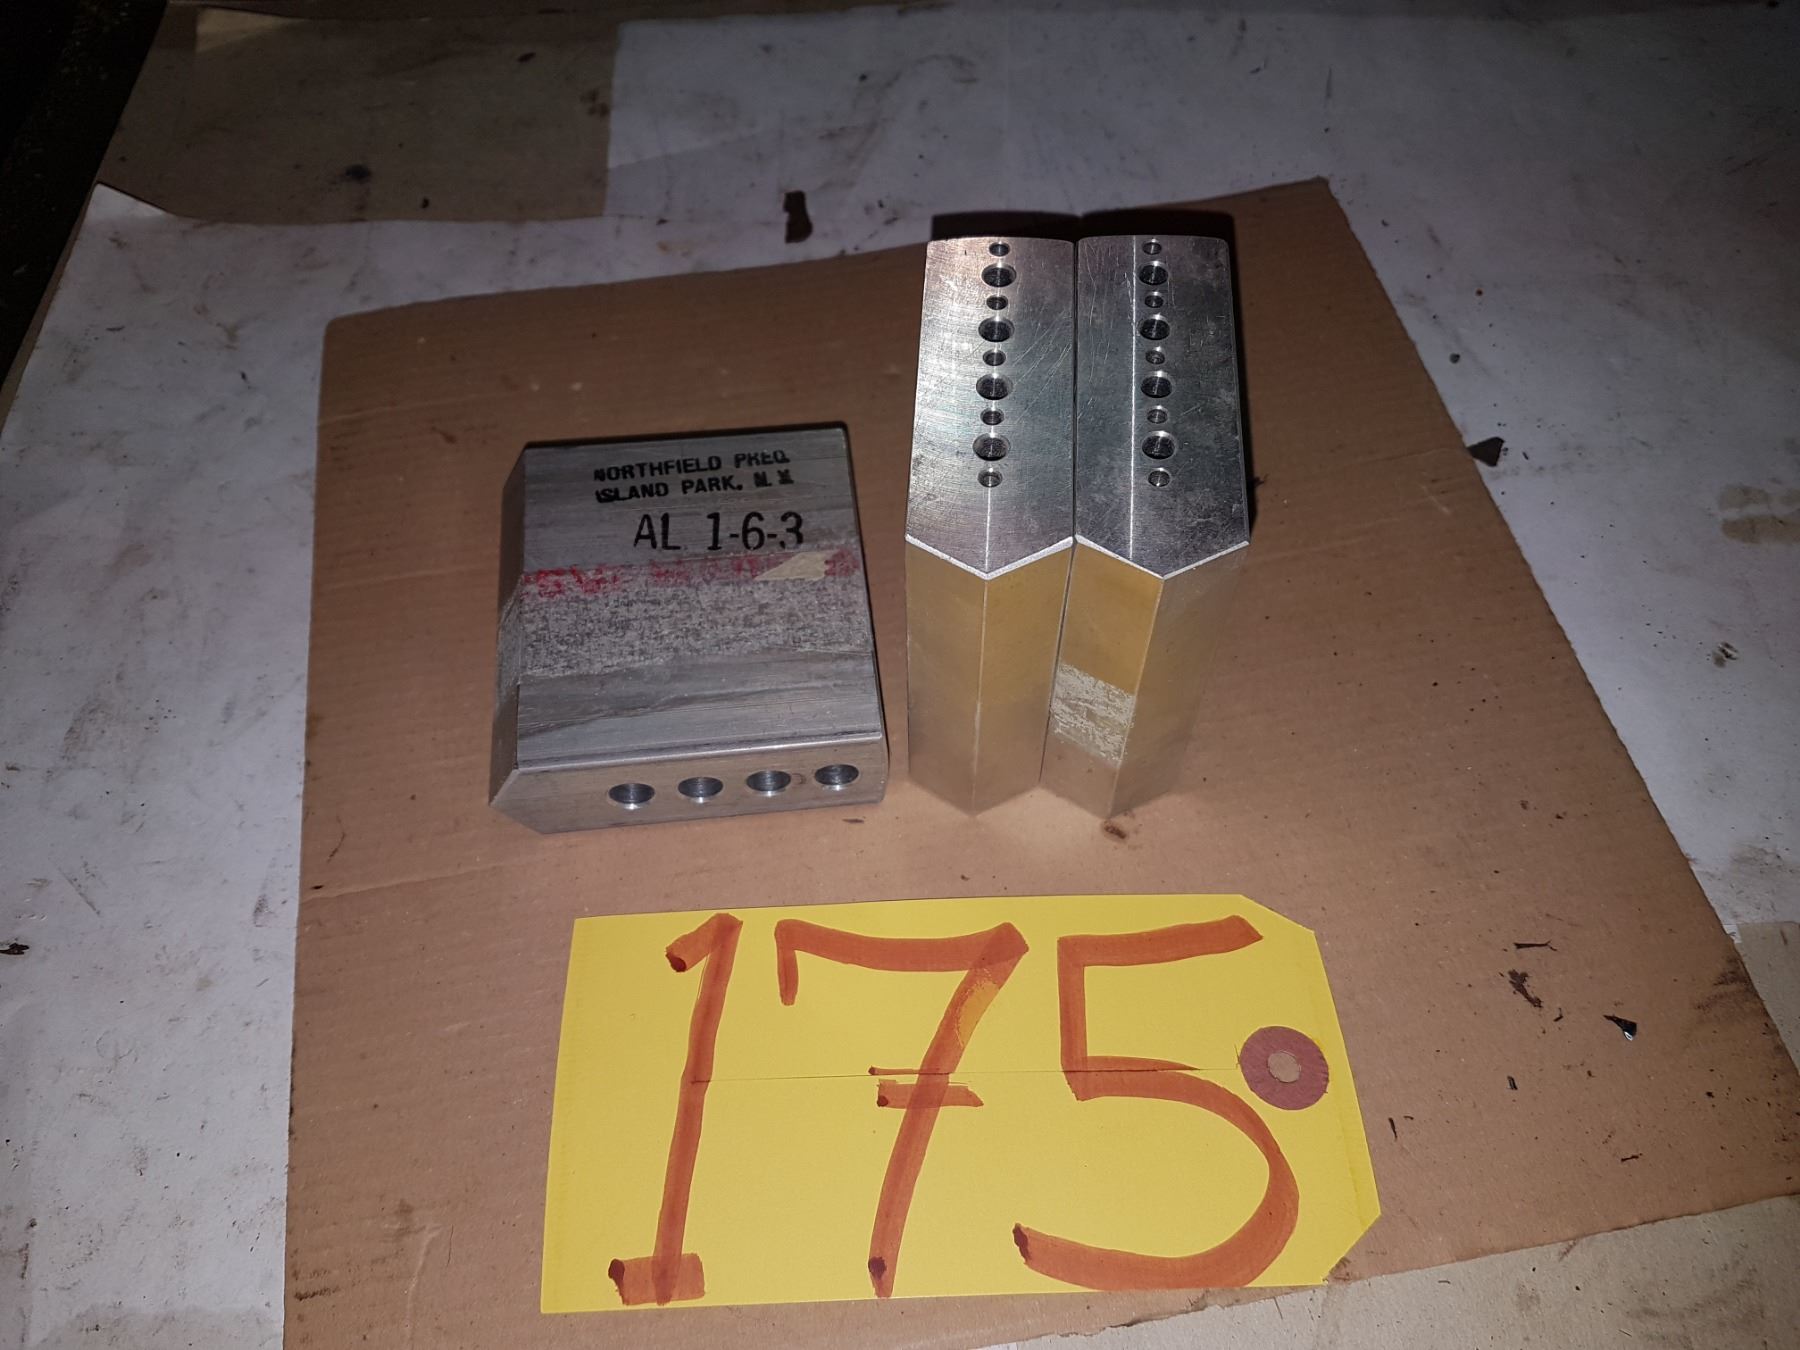 NORTHFIELD PREC.
ISLAND PARK, N.Y.
AL 1-6-3
175